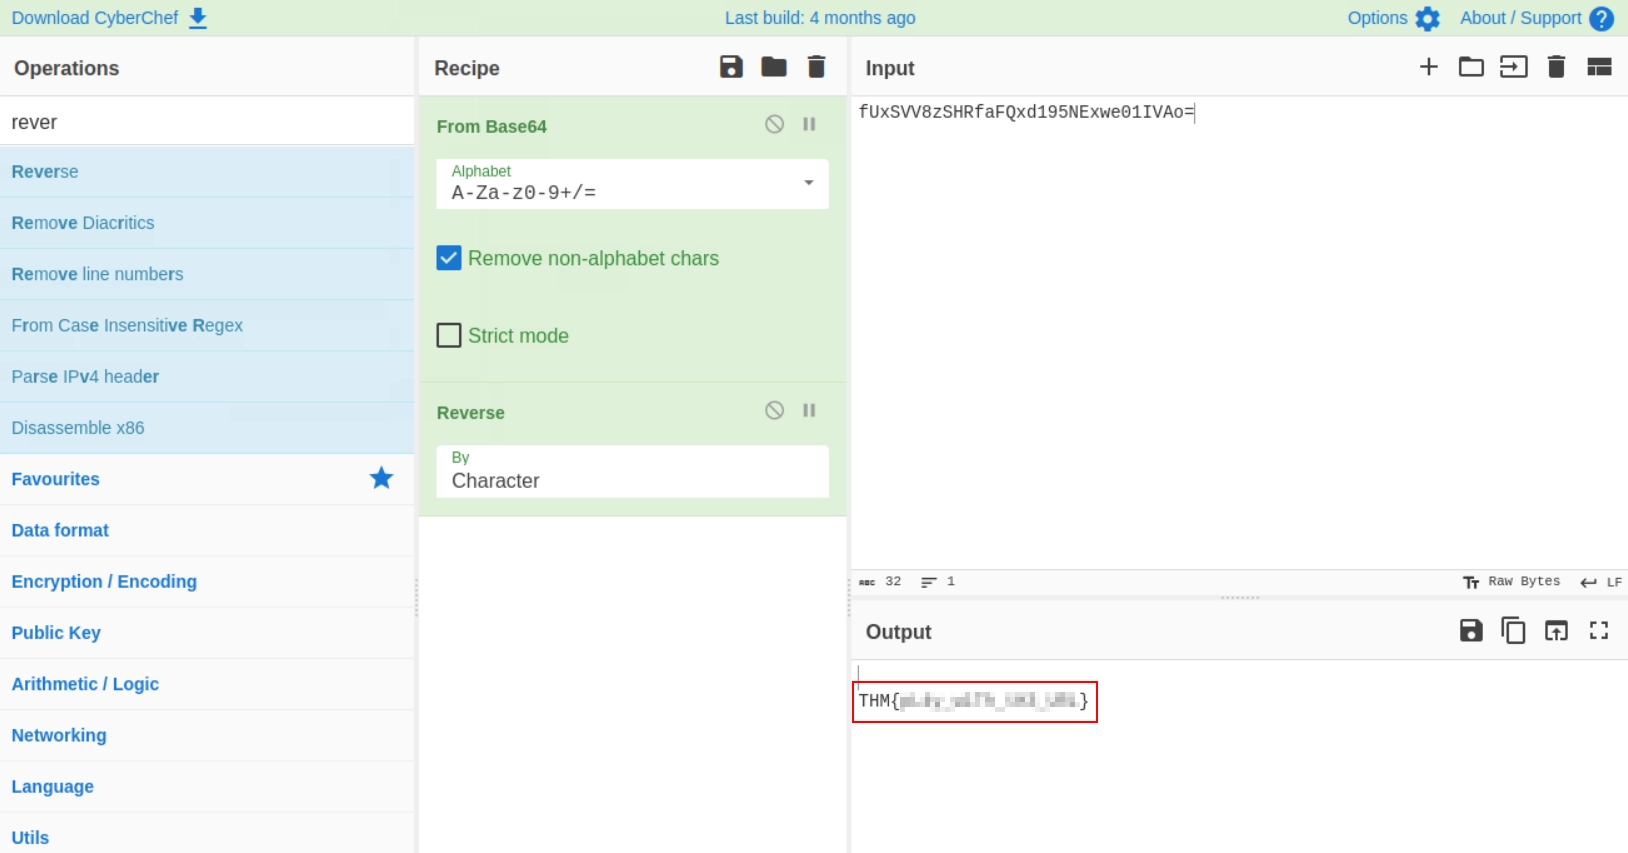 Download CyberChef
Last build: 4 months ago
Options
About / Support
Operations
rever
Reverse
Remove Diacritics
Remove line numbers
From Case Insensitive Regex
Parse IPv4 header
Disassemble x86
Favourites
Data format
Encryption / Encoding
Public Key
Arithmetic / Logic
Networking
Language
Utils
Recipe
From Base64
Alphabet
A-Za-z0-9+/=
Remove non-alphabet chars
Strict mode
Reverse
By
Character
Input
fUxSVV8zSHRfaFQxd195NExwe01IVAo=
ABC 32 1
Raw Bytes LF
Output
THM{ }